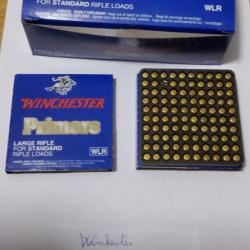 FOR STANDARD RIFLE LOADS
WLR
WINCHESTER
Primers
LARGE RIFLE
FOR STANDARD
RIFLE LOADS
WLR
Winchester